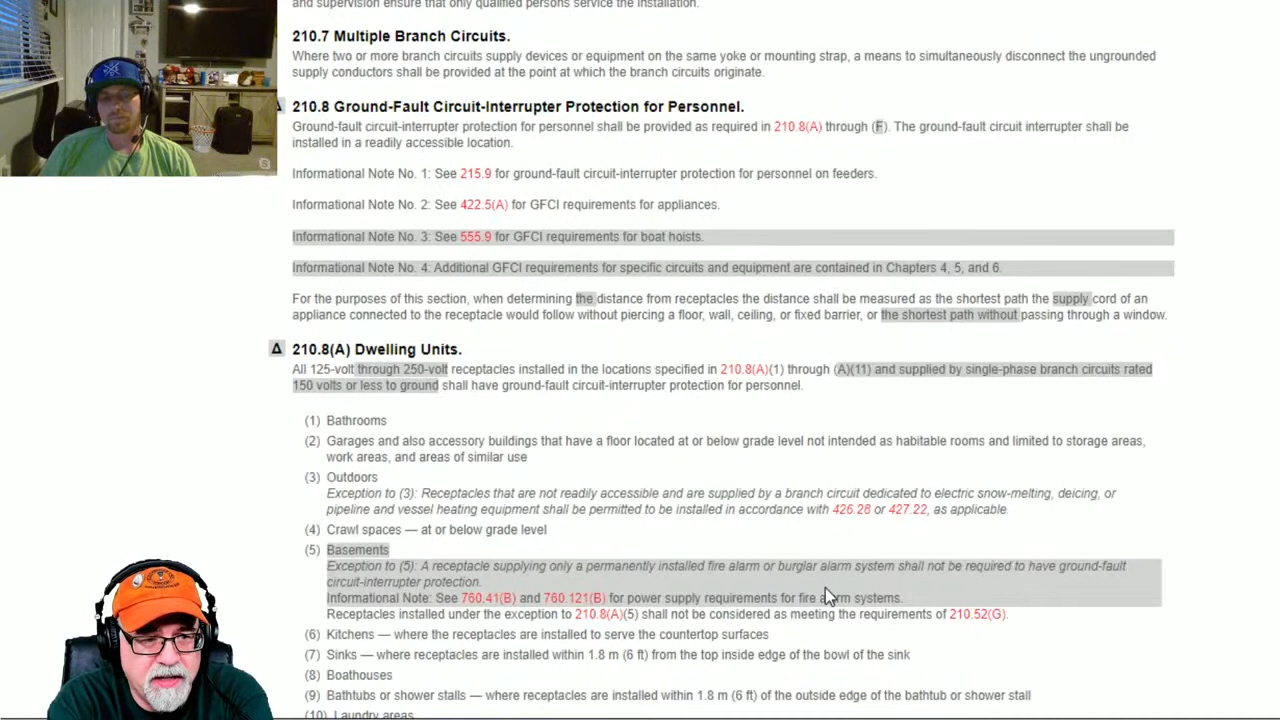 and supervision ensure that only qualified persons service the installation.
210.7 Multiple Branch Circuits.
Where two or more branch circuits supply devices or equipment on the same yoke or mounting strap, a means to simultaneously disconnect the ungrounded
supply conductors shall be provided at the point at which the branch circuits originate.
210.8 Ground-Fault Circuit-Interrupter Protection for Personnel.
Ground-fault circuit-interrupter protection for personnel shall be provided as required in 210.8(A) through (F). The ground-fault circuit interrupter shall be
installed in a readily accessible location.
Informational Note No. 1: See 215.9 for ground-fault circuit-interrupter protection for personnel on feeders.
Informational Note No. 2: See 422.5(A) for GFCI requirements for appliances.
Informational Note No. 3: See 555.9 for GFCI requirements for boat hoists.
Informational Note No. 4: Additional GFCI requirements for specific circuits and equipment are contained in Chapters 4, 5, and 6.
For the purposes of this section, when determining the distance from receptacles the distance shall be measured as the shortest path the supply cord of an
appliance connected to the receptacle would follow without piercing a floor, wall, ceiling, or fixed barrier, or the shortest path without passing through a window.
Δ 210.8(A) Dwelling Units.
All 125-volt through 250-volt receptacles installed in the locations specified in 210.8(A)(1) through (A)(11) and supplied by single-phase branch circuits rated
150 volts or less to ground shall have ground-fault circuit-interrupter protection for personnel.
(1) Bathrooms
(2) Garages and also accessory buildings that have a floor located at or below grade level not intended as habitable rooms and limited to storage areas,
work areas, and areas of similar use
(3) Outdoors
Exception to (3): Receptacles that are not readily accessible and are supplied by a branch circuit dedicated to electric snow-melting, deicing, or
pipeline and vessel heating equipment shall be permitted to be installed in accordance with 426.28 or 427.22, as applicable.
(4) Crawl spaces — at or below grade level
(5) Basements
Exception to (5): A receptacle supplying only a permanently installed fire alarm or burglar alarm system shall not be required to have ground-fault
circuit-interrupter protection.
Informational Note: See 760.41(B) and 760.121(B) for power supply requirements for fire alarm systems.
Receptacles installed under the exception to 210.8(A)(5) shall not be considered as meeting the requirements of 210.52(G).
(6) Kitchens — where the receptacles are installed to serve the countertop surfaces
(7) Sinks — where receptacles are installed within 1.8 m (6 ft) from the top inside edge of the bowl of the sink
(8) Boathouses
(9) Bathtubs or shower stalls — where receptacles are installed within 1.8 m (6 ft) of the outside edge of the bathtub or shower stall
(10) Laundry areas